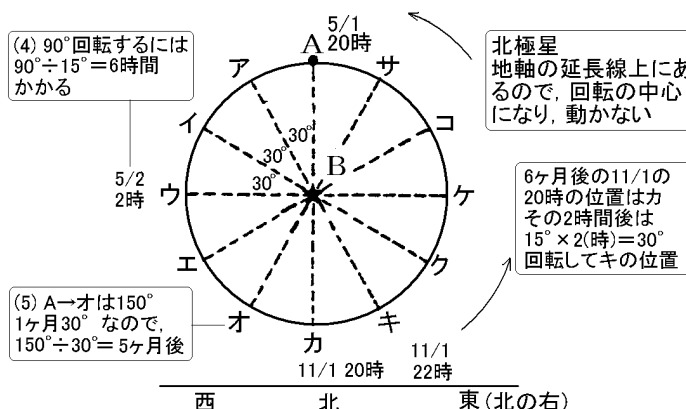 (4) 90°回転するには
90°÷15°=6時間
かかる
5/1
20時
A
ア
サ
北極星
地軸の延長線上にあ
るので, 回転の中心
になり, 動かない
イ
コ
30°
30°
30°
B
5/2
2時
ウ
ケ
6ヶ月後の11/1の
20時の位置はカ
その2時間後は
15°×2(時)=30°
回転してキの位置
エ
ク
(5) A→オは150°
1ヶ月30° なので,
150°÷30°= 5ヶ月後
オ
キ
カ
11/1 20時
11/1
22時
西 北 東(北の右)